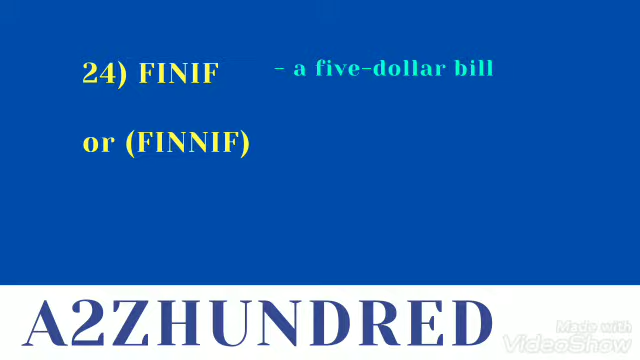 24) FINIF - a five-dollar bill
or (FINNIF)
A2ZHUNDRED
Made with
VideoShow